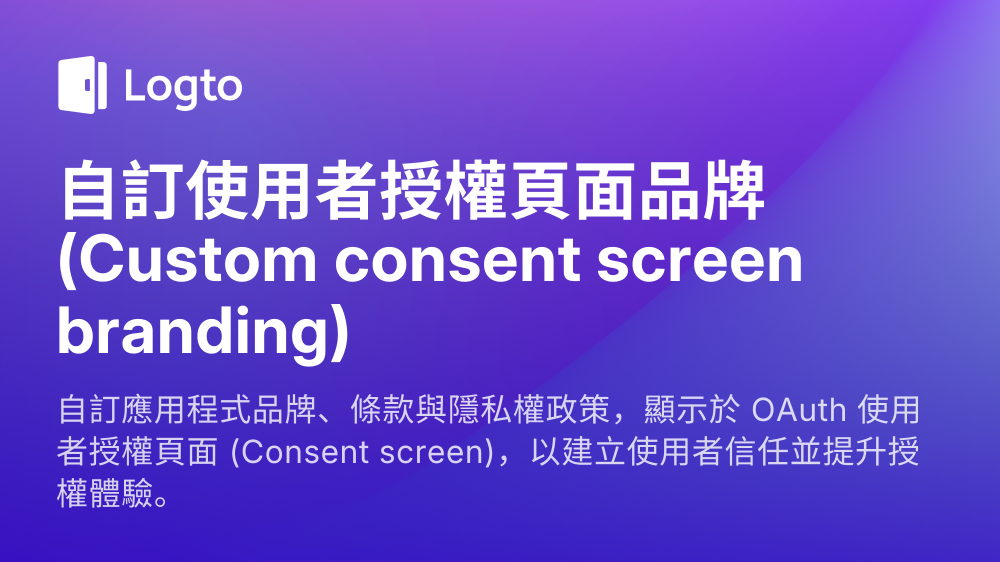 Logto
自訂使用者授權頁面品牌
(Custom consent screen
branding)
自訂應用程式品牌、條款與隱私權政策，顯示於 OAuth 使用
者授權頁面 (Consent screen)，以建立使用者信任並提升授
權體驗。